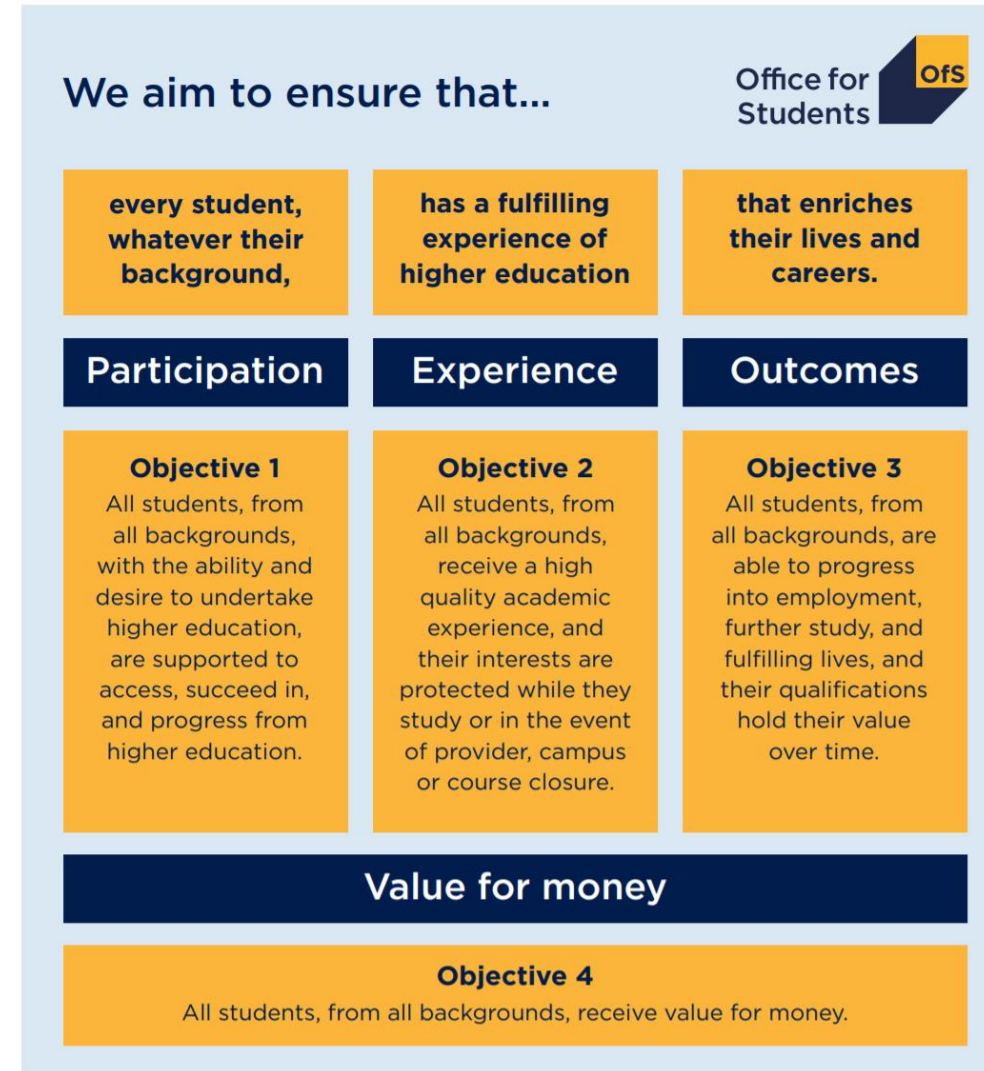 We aim to ensure that...
Office for
Students
OfS
every student,
whatever their
background,
has a fulfilling
experience of
higher education
that enriches
their lives and
careers.
Participation
Experience
Outcomes
Objective 1
All students, from
all backgrounds,
with the ability and
desire to undertake
higher education,
are supported to
access, succeed in,
and progress from
higher education.
Objective 2
All students, from
all backgrounds,
receive a high
quality academic
experience, and
their interests are
protected while they
study or in the event
of provider, campus
or course closure.
Objective 3
All students, from
all backgrounds, are
able to progress
into employment,
further study, and
fulfilling lives, and
their qualifications
hold their value
over time.
Value for money
Objective 4
All students, from all backgrounds, receive value for money.